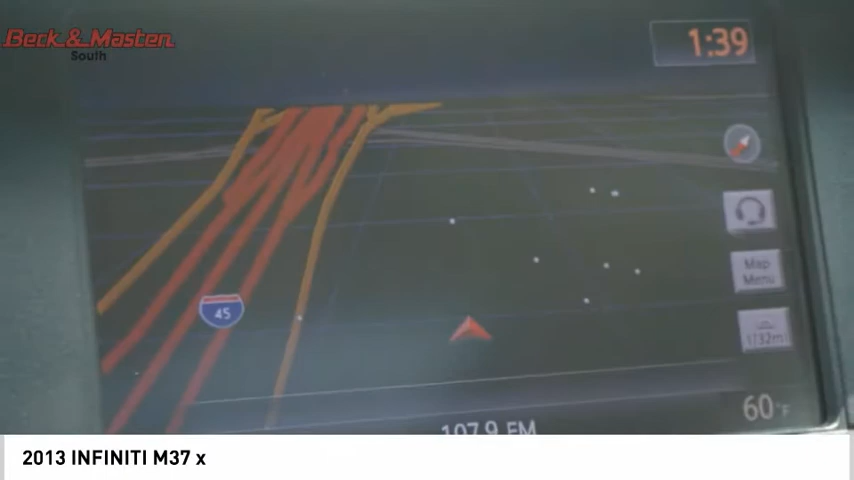 Beck & Masten
South
1:39
45
Map
Menu
1/32mi
60°F
107.9 FM
2013 INFINITI M37 x